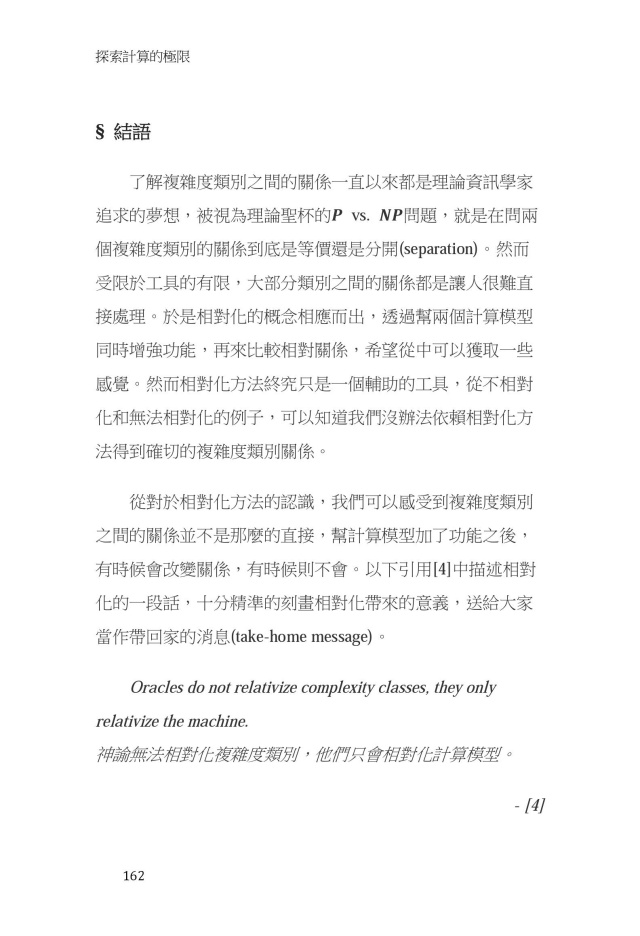 探索計算的極限
§ 結語
了解複雜度類別之間的關係一直以來都是理論資訊學家
追求的夢想，被視為理論聖杯的P vs. NP問題，就是在問兩
個複雜度類別的關係到底是等價還是分開(separation)。然而
受限於工具的有限，大部分類別之間的關係都是讓人很難直
接處理。於是相對化的概念相應而出，透過幫兩個計算模型
同時增強功能，再來比較相對關係，希望從中可以獲取一些
感覺。然而相對化方法終究只是一個輔助的工具，從不相對
化和無法相對化的例子，可以知道我們沒辦法依賴相對化方
法得到確切的複雜度類別關係。
從對於相對化方法的認識，我們可以感受到複雜度類別
之間的關係並不是那麼的直接，幫計算模型加了功能之後，
有時候會改變關係，有時候則不會。以下引用[4]中描述相對
化的一段話，十分精準的刻畫相對化帶來的意義，送給大家
當作帶回家的消息(take-home message)。
Oracles do not relativize complexity classes, they only
relativize the machine.
神諭無法相對化複雜度類別，他們只會相對化計算模型。
- [4]
162